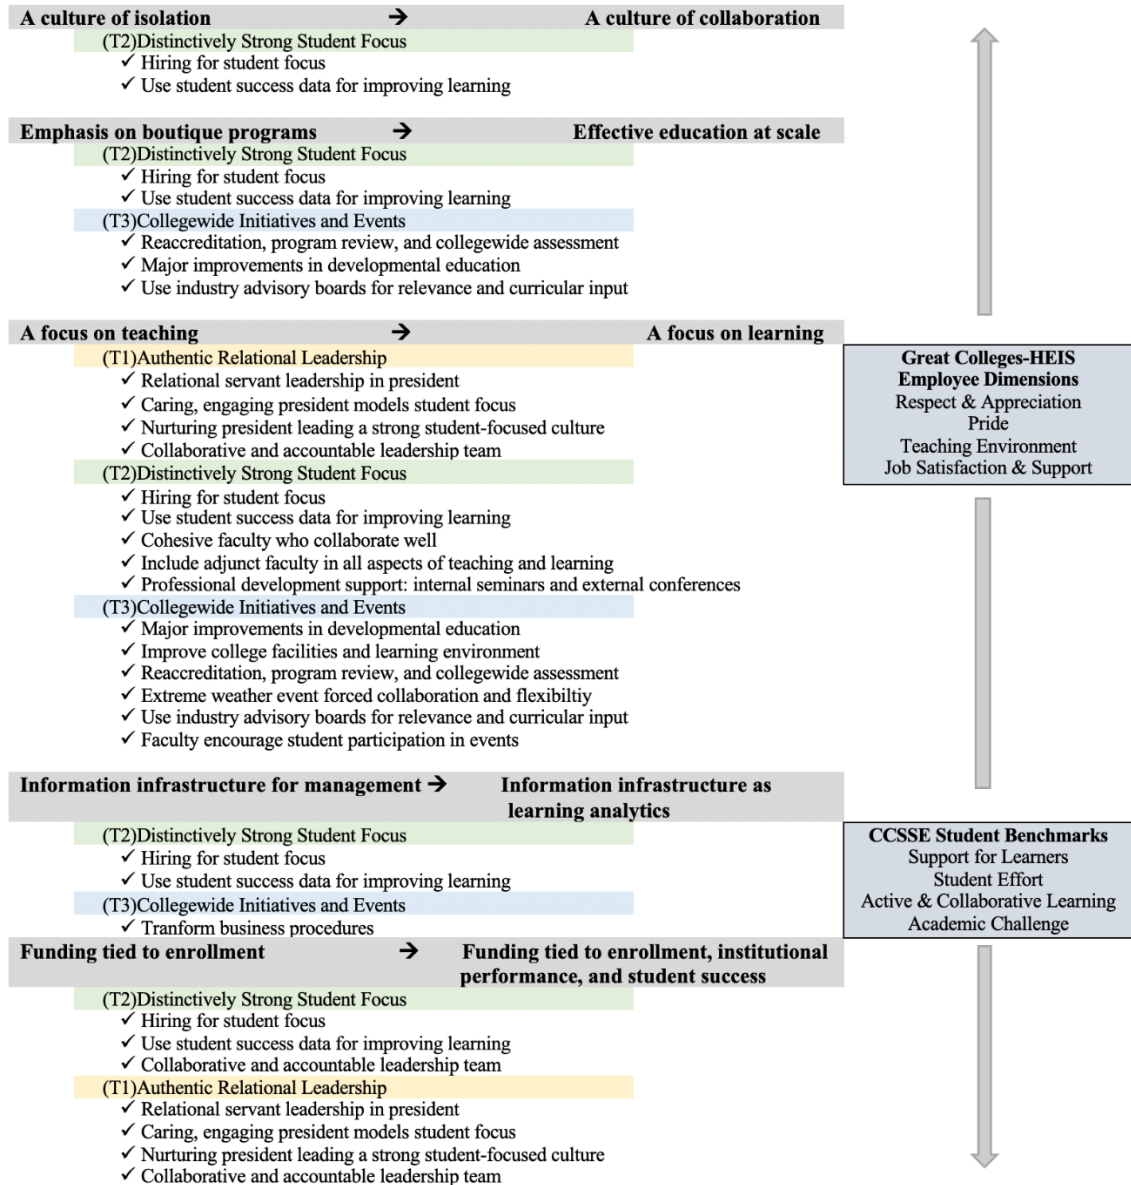 A culture of isolation → A culture of collaboration
(T2)Distinctively Strong Student Focus
✓ Hiring for student focus
✓ Use student success data for improving learning
Emphasis on boutique programs → Effective education at scale
(T2)Distinctively Strong Student Focus
✓ Hiring for student focus
✓ Use student success data for improving learning
(T3)Collegewide Initiatives and Events
✓ Reaccreditation, program review, and collegewide assessment
✓ Major improvements in developmental education
✓ Use industry advisory boards for relevance and curricular input
A focus on teaching → A focus on learning
(T1)Authentic Relational Leadership
✓ Relational servant leadership in president
✓ Caring, engaging president models student focus
✓ Nurturing president leading a strong student-focused culture
✓ Collaborative and accountable leadership team
(T2)Distinctively Strong Student Focus
✓ Hiring for student focus
✓ Use student success data for improving learning
✓ Cohesive faculty who collaborate well
✓ Include adjunct faculty in all aspects of teaching and learning
✓ Professional development support: internal seminars and external conferences
(T3)Collegewide Initiatives and Events
✓ Major improvements in developmental education
✓ Improve college facilities and learning environment
✓ Reaccreditation, program review, and collegewide assessment
✓ Extreme weather event forced collaboration and flexibiltiy
✓ Use industry advisory boards for relevance and curricular input
✓ Faculty encourage student participation in events
Information infrastructure for management → Information infrastructure as
learning analytics
(T2)Distinctively Strong Student Focus
✓ Hiring for student focus
✓ Use student success data for improving learning
(T3)Collegewide Initiatives and Events
✓ Tranform business procedures
Funding tied to enrollment → Funding tied to enrollment, institutional
performance, and student success
(T2)Distinctively Strong Student Focus
✓ Hiring for student focus
✓ Use student success data for improving learning
✓ Collaborative and accountable leadership team
(T1)Authentic Relational Leadership
✓ Relational servant leadership in president
✓ Caring, engaging president models student focus
✓ Nurturing president leading a strong student-focused culture
✓ Collaborative and accountable leadership team
Great Colleges-HEIS
Employee Dimensions
Respect & Appreciation
Pride
Teaching Environment
Job Satisfaction & Support
CCSSE Student Benchmarks
Support for Learners
Student Effort
Active & Collaborative Learning
Academic Challenge